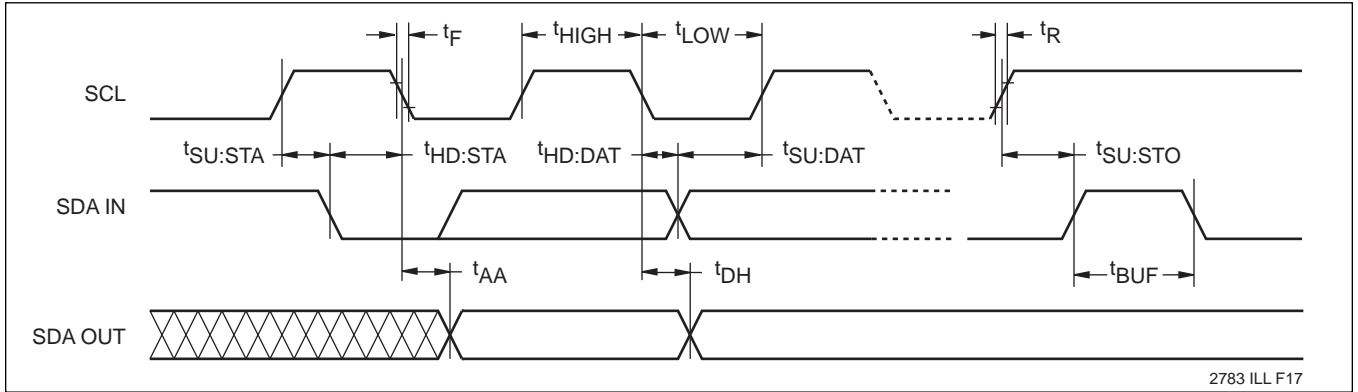 tF
tHIGH
tLOW
tR
SCL
tSU:STA
tHD:STA
tHD:DAT
tSU:DAT
tSU:STO
SDA IN
tAA
tDH
tBUF
SDA OUT
2783 ILL F17